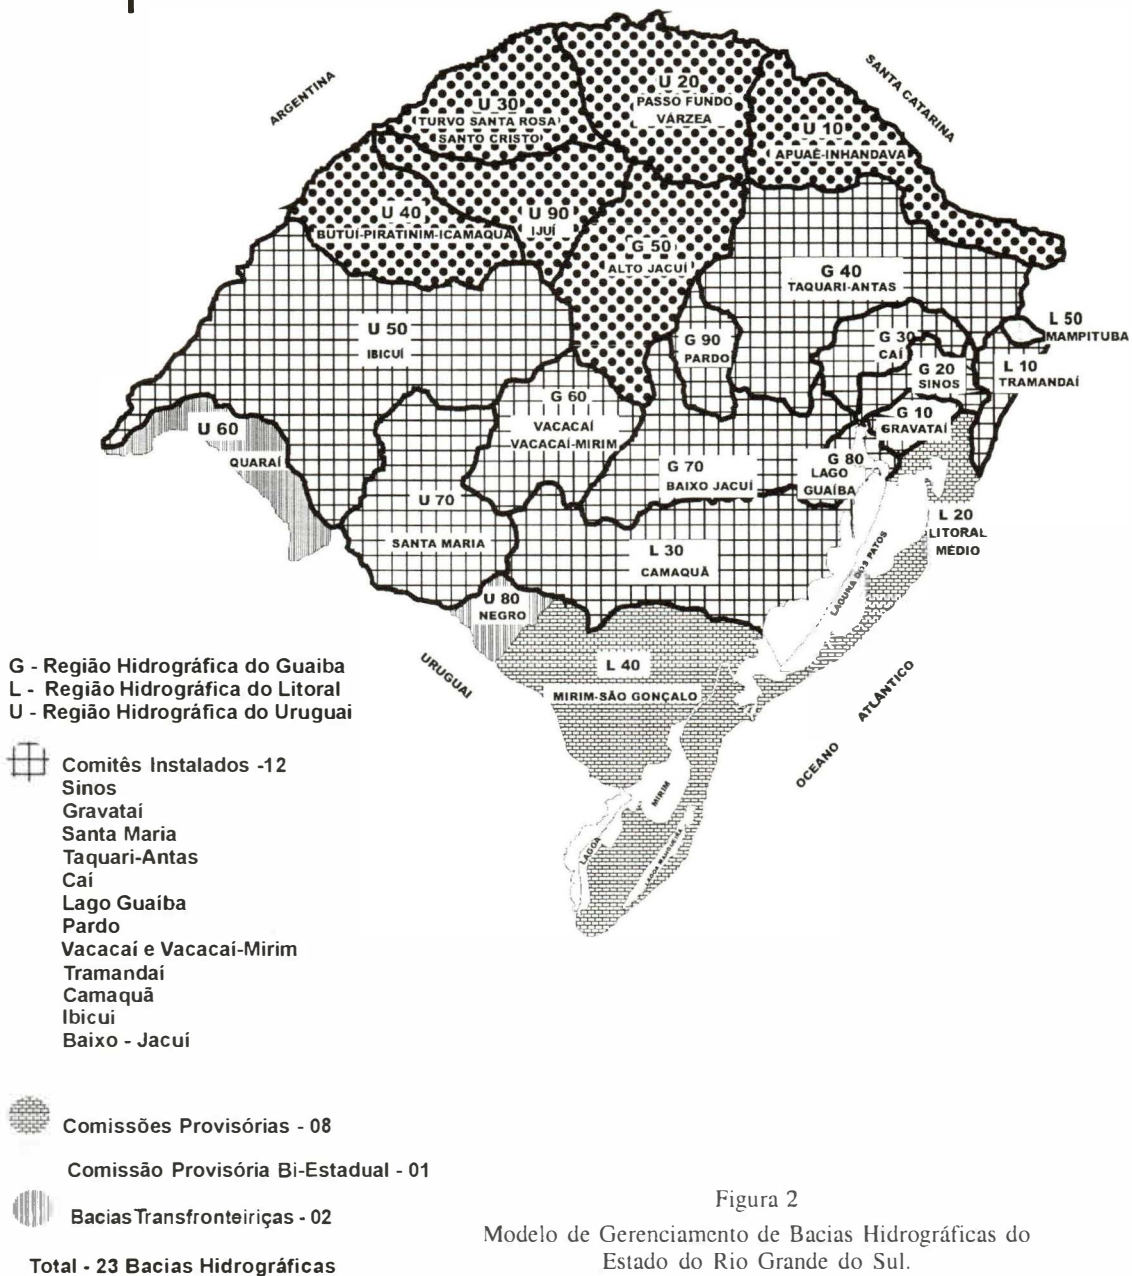 ARGENTINA
SANTA CATARINA
U 30
TURVO SANTA ROSA
SANTO CRISTO
U 20
PASSO FUNDO
VÁRZEA
U 10
APUAÊ-INHANDAVA
U 40
BUTUÍ-PIRATINIM-ICAMAQUÃ
U 90
IJUÍ
G 50
ALTO JACUÍ
G 40
TAQUARI-ANTAS
U 50
IBICUÍ
G 90
PARDO
G 30
CAÍ
L 50
MAMPITUBA
G 20
SINOS
L 10
TRAMANDAÍ
G 60
VACACAÍ
VACACAÍ-MIRIM
G 10
GRAVATAÍ
U 60
QUARAÍ
G 70
BAIXO JACUÍ
G 80
LAGO
GUAÍBA
U 70
SANTA MARIA
L 20
LITORAL
MÉDIO
L 30
CAMAQUÃ
LAGUNA DOS PATOS
U 80
NEGRO
URUGUAI
L 40
MIRIM-SÃO GONÇALO
OCEANO ATLÂNTICO
LAGOA MIRIM
LAGOA MANGUEIRA
G - Região Hidrográfica do Guaiba
L - Região Hidrográfica do Litoral
U - Região Hidrográfica do Uruguai
Comitês Instalados -12
Sinos
Gravataí
Santa Maria
Taquari-Antas
Caí
Lago Guaíba
Pardo
Vacacaí e Vacacaí-Mirim
Tramandaí
Camaquã
Ibicui
Baixo - Jacuí
Comissões Provisórias - 08
Comissão Provisória Bi-Estadual - 01
Bacias Transfronteiriças - 02
Total - 23 Bacias Hidrográficas
Figura 2
Modelo de Gerenciamento de Bacias Hidrográficas do
Estado do Rio Grande do Sul.